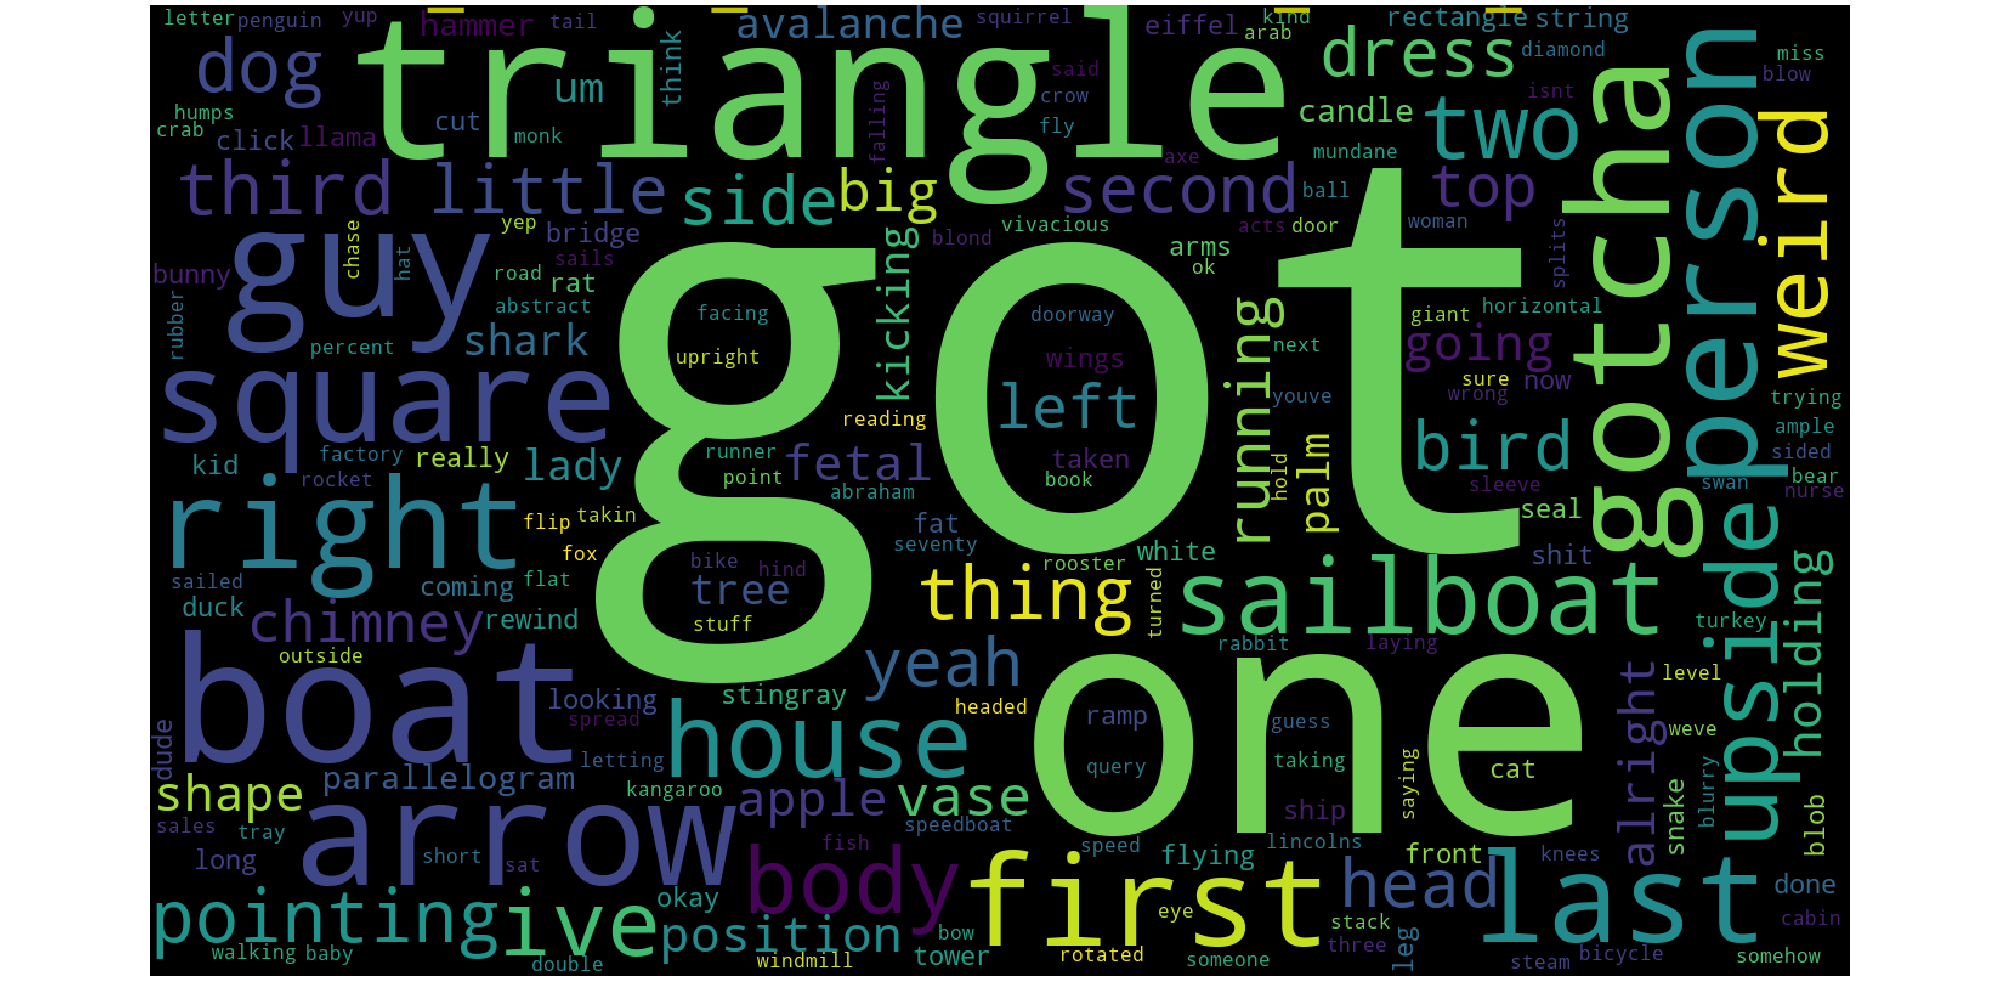 letter penguin yup hammer tail avalanche squirrel eiffel kind rectangle string
dog triangle um think said arab dress diamond miss
humps crow candle gotcha person blow
crab click llama cut monk falling fly axe mundane two isnt weird
third little side big second ball top
guy chase yep bridge vivacious blond acts door woman splits
bunny hat sails road rat kicking arms ok
rubber abstract facing doorway giant horizontal
percent shark upright got wings running next going
square reading left youve sure wrong now trying
kid factory really lady runner fetal taken palm bird ample
rocket point abraham book hold sleeve swan sided bear nurse
right flip takin fat seventy white seal upside
fox bike hind rooster shit holding
sailed coming flat tree thing turned sailboat
duck chimney rewind stuff rabbit laying turkey
boat outside yeah one alright level
looking stingray headed ramp guess weve
dude spread house query taking saying
shape parallelogram letting kangaroo apple vase cat snake blurry
sales tray arrow speedboat ship lincolns blob
long short sat fish speed flying front knees
pointing ive okay body first eye head last done
walking baby position bow stack three cabin
double tower windmill rotated someone leg steam bicycle somehow